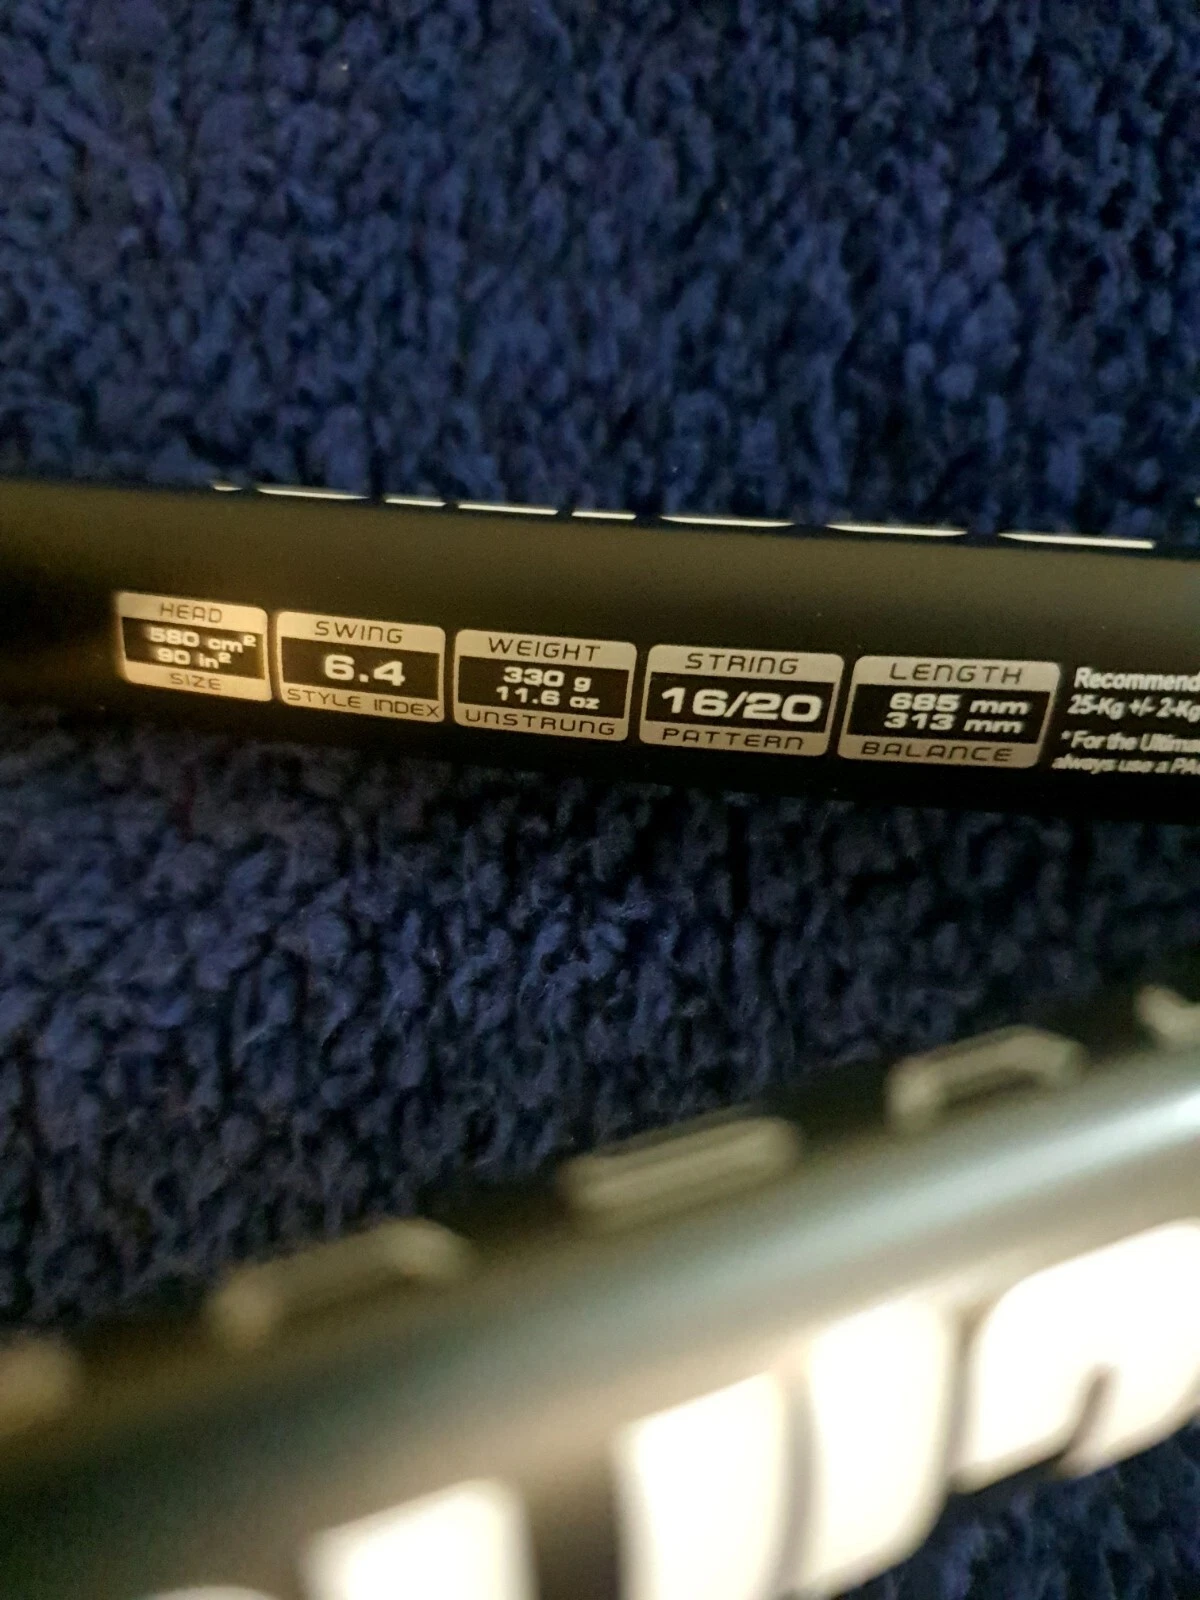 HEAD
580 cm²
90 in²
SIZE
SWING
6.4
STYLE INDEX
WEIGHT
330 g
11.6 oz
UNSTRUNG
STRING
16/20
PATTERN
LENGTH
685 mm
313 mm
BALANCE
Recommend
25-Kg +/- 2-Kg
*For the Ultima
always use a PA